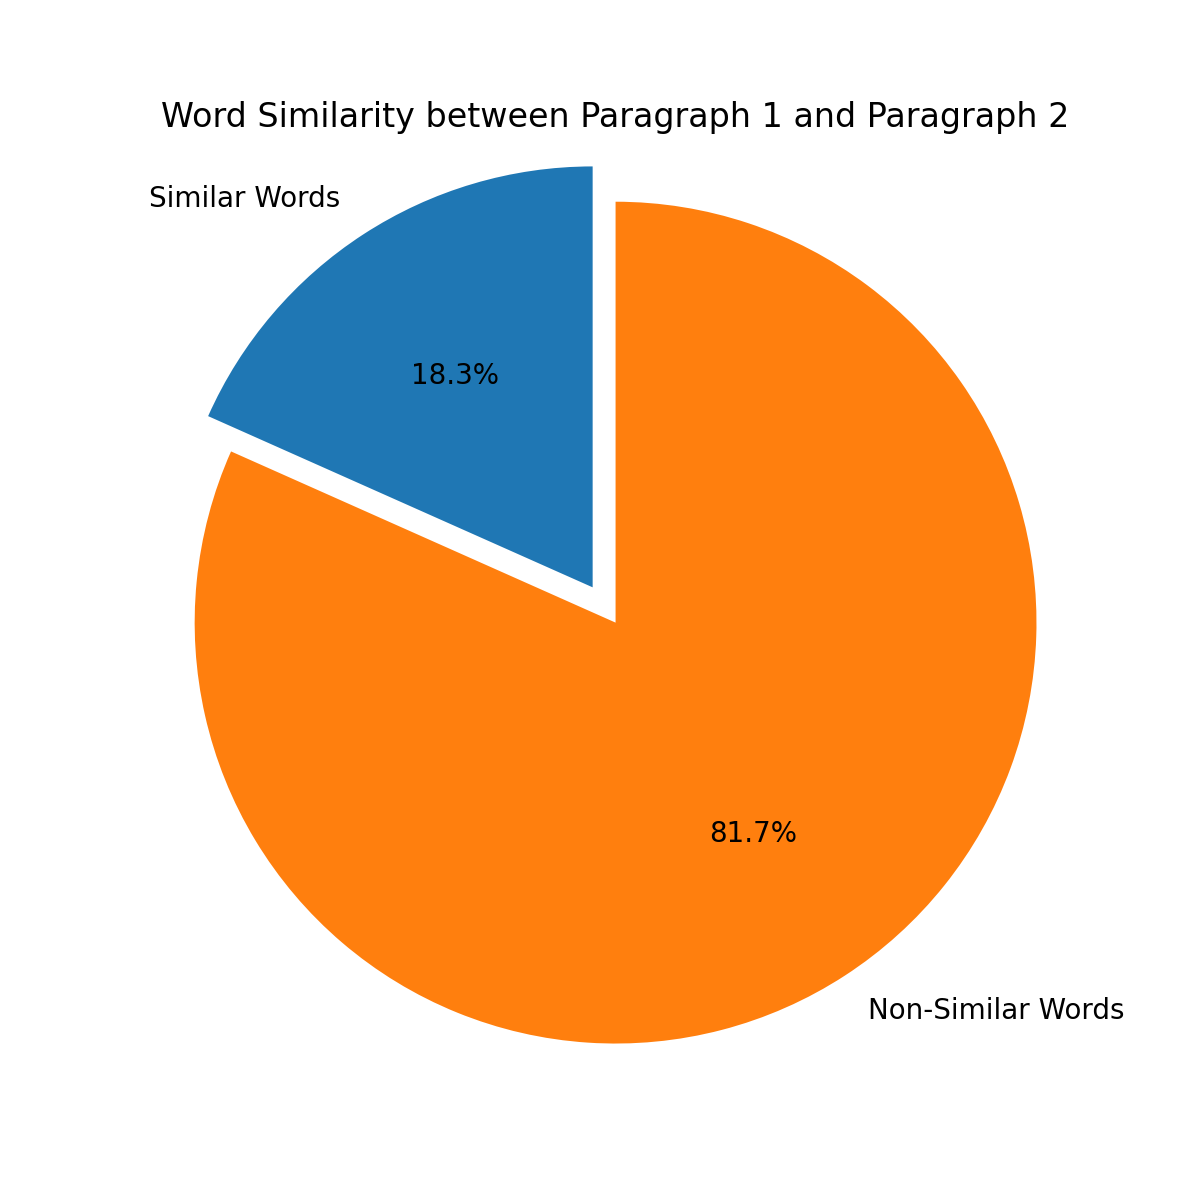 Word Similarity between Paragraph 1 and Paragraph 2
Similar Words
18.3%
81.7%
Non-Similar Words